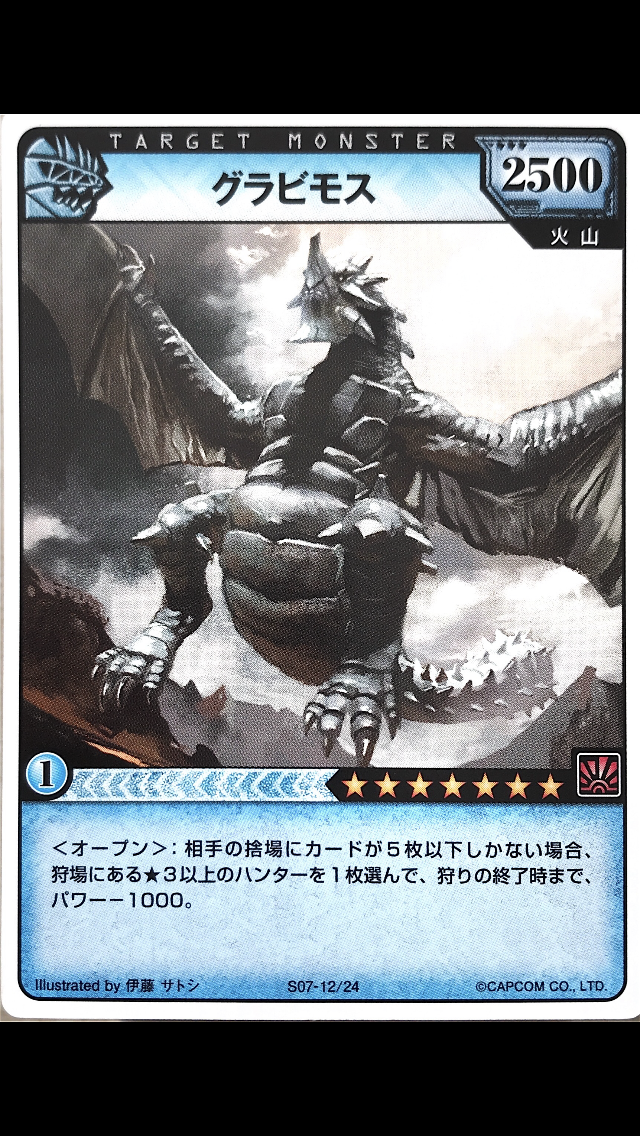 TARGET MONSTER
グラビモス
2500
火山
1
★★★★★★★
<オープン>:相手の捨場にカードが5枚以下しかない場合、
狩場にある★3以上のハンターを1枚選んで、狩りの終了時まで、
パワー-1000。
Illustrated by 伊藤 サトシ
S07-12/24
©CAPCOM CO., LTD.